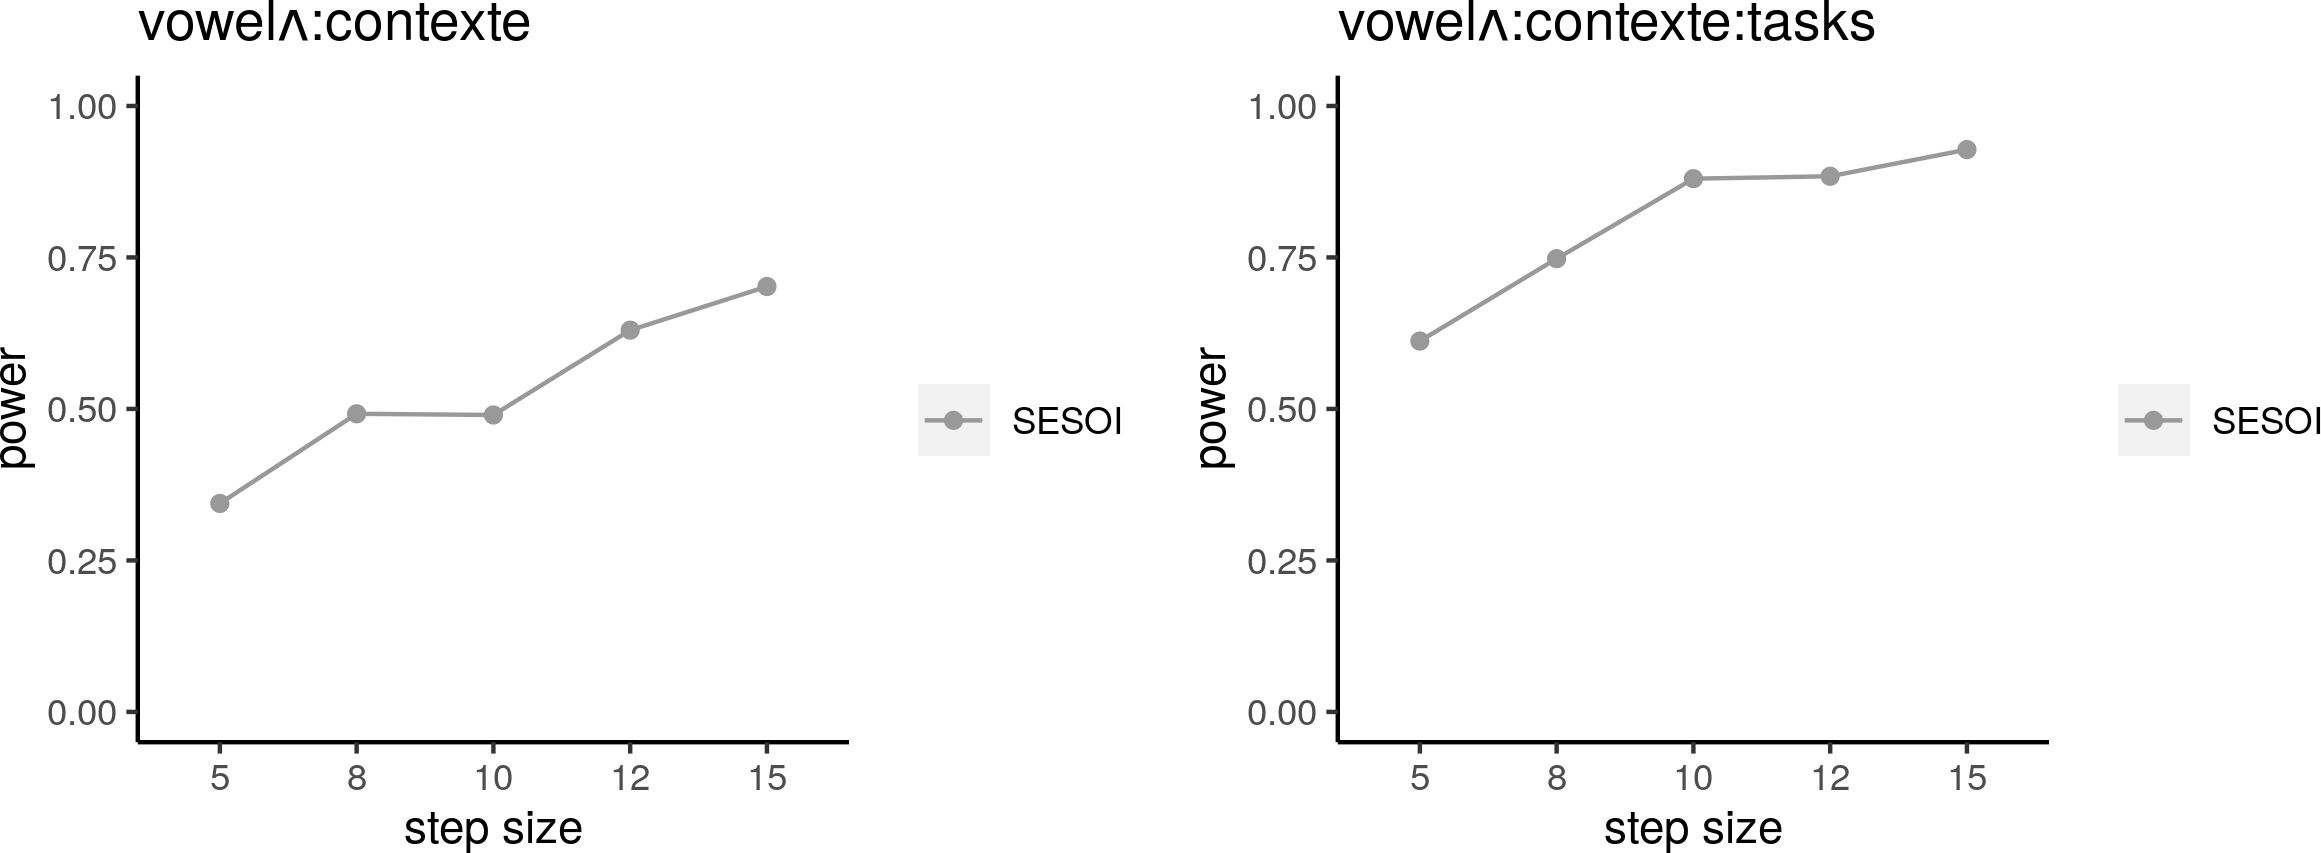 vowelʌ:contexte
1.00
0.75
0.50
0.25
0.00
power
5 8 10 12 15
step size
SESOI
vowelʌ:contexte:tasks
1.00
0.75
0.50
0.25
0.00
power
5 8 10 12 15
step size
SESOI